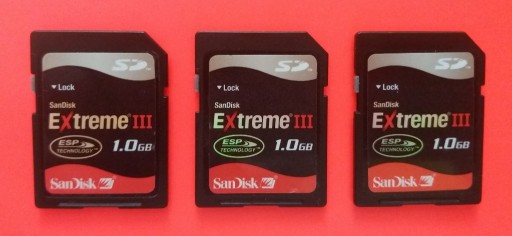 SD
▼Lock
SanDisk
Extreme III
ESP TECHNOLOGY 1.0GB
SanDisk
SD
▼Lock
SanDisk
Extreme III
ESP TECHNOLOGY 1.0GB
SanDisk
SD
▼Lock
SanDisk
Extreme III
ESP TECHNOLOGY 1.0GB
SanDisk